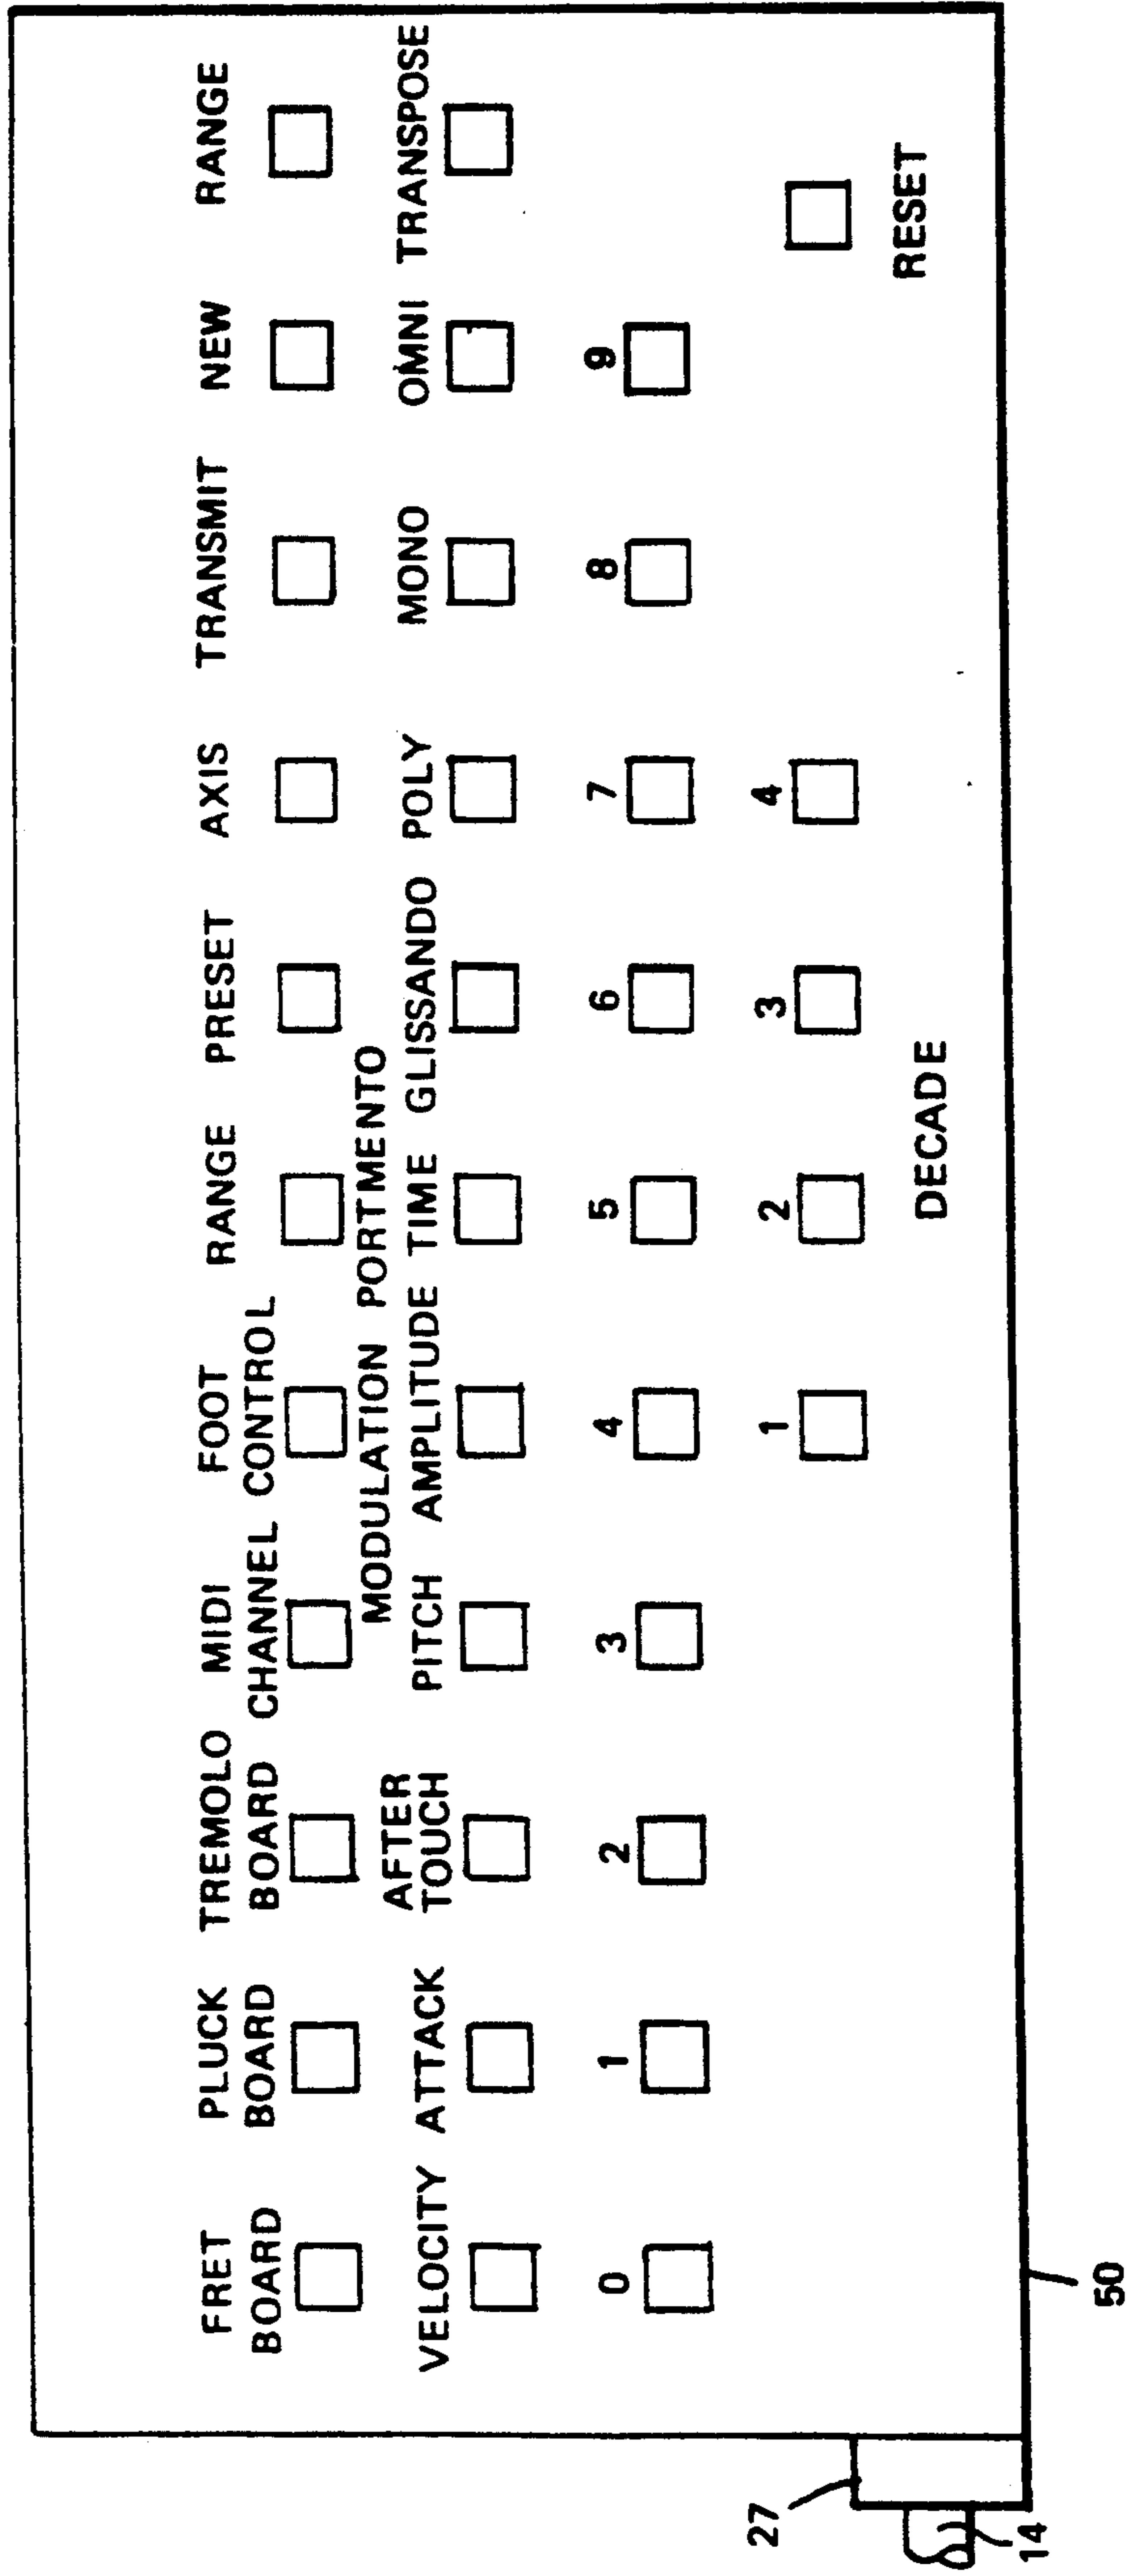 FRET BOARD
PLUCK BOARD
TREMOLO BOARD
MIDI CHANNEL
FOOT CONTROL
RANGE
PRESET
AXIS
TRANSMIT
NEW
RANGE
MODULATION
PORTMENTO
VELOCITY
ATTACK
AFTER TOUCH
PITCH
AMPLITUDE
TIME
GLISSANDO
POLY
MONO
OMNI
TRANSPOSE
0 1 2 3 4 5 6 7 8 9
1 2 3 4
DECADE
RESET
27
14
50